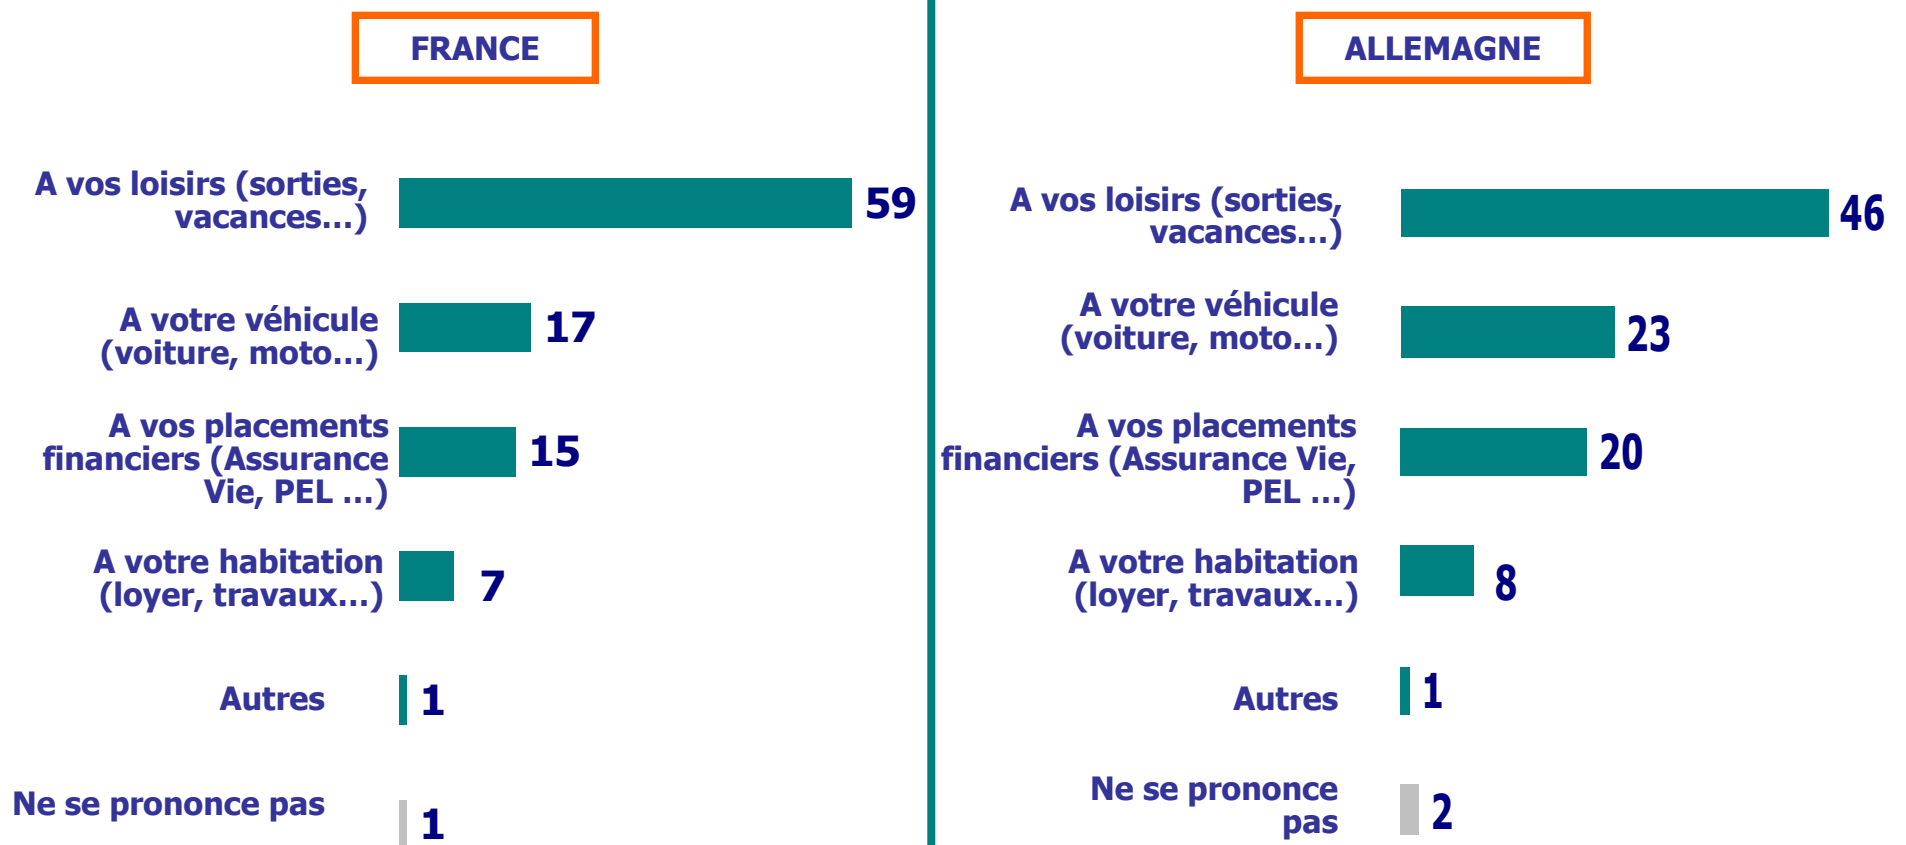 FRANCE
A vos loisirs (sorties,
vacances…)
59
A votre véhicule
(voiture, moto…)
17
A vos placements
financiers (Assurance
Vie, PEL …)
15
A votre habitation
(loyer, travaux…)
7
Autres
1
Ne se prononce pas
1
ALLEMAGNE
A vos loisirs (sorties,
vacances…)
46
A votre véhicule
(voiture, moto…)
23
A vos placements
financiers (Assurance Vie,
PEL …)
20
A votre habitation
(loyer, travaux…)
8
Autres
1
Ne se prononce
pas
2